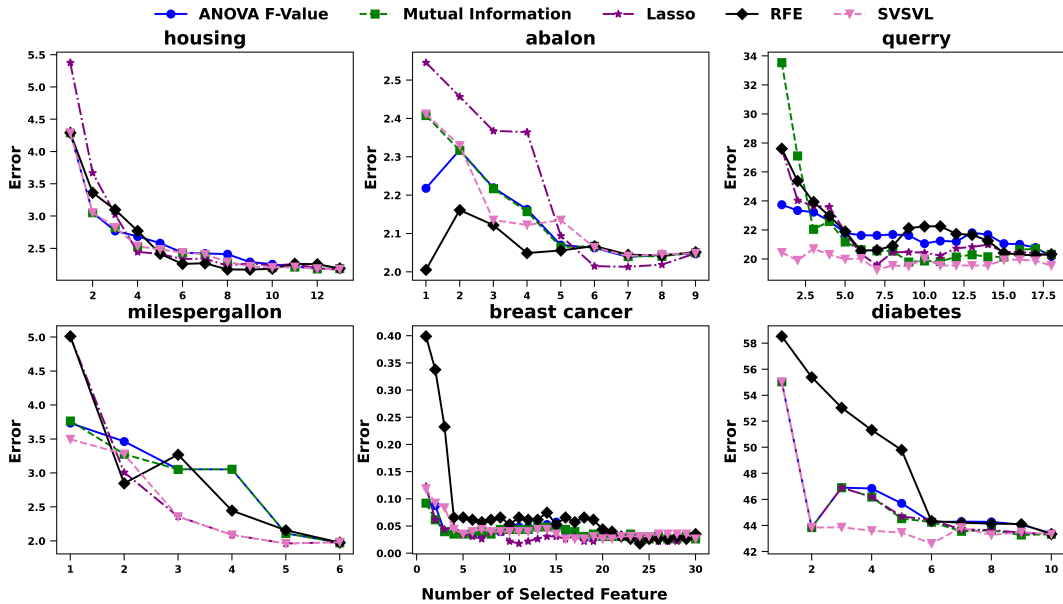 ANOVA F-Value Mutual Information Lasso RFE SVSVL
housing abalon querry
Error Error Error
5.5 5.0 4.5 4.0 3.5 3.0 2.5
2 4 6 8 10 12
2.5 2.4 2.3 2.2 2.1 2.0
1 2 3 4 5 6 7 8 9
34 32 30 28 26 24 22 20
2.5 5.0 7.5 10.0 12.5 15.0 17.5
milespergallon breast cancer diabetes
Error Error Error
5.0 4.5 4.0 3.5 3.0 2.5 2.0
1 2 3 4 5 6
0.40 0.35 0.30 0.25 0.20 0.15 0.10 0.05 0.00
0 5 10 15 20 25 30
58 56 54 52 50 48 46 44 42
2 4 6 8 10
Number of Selected Feature